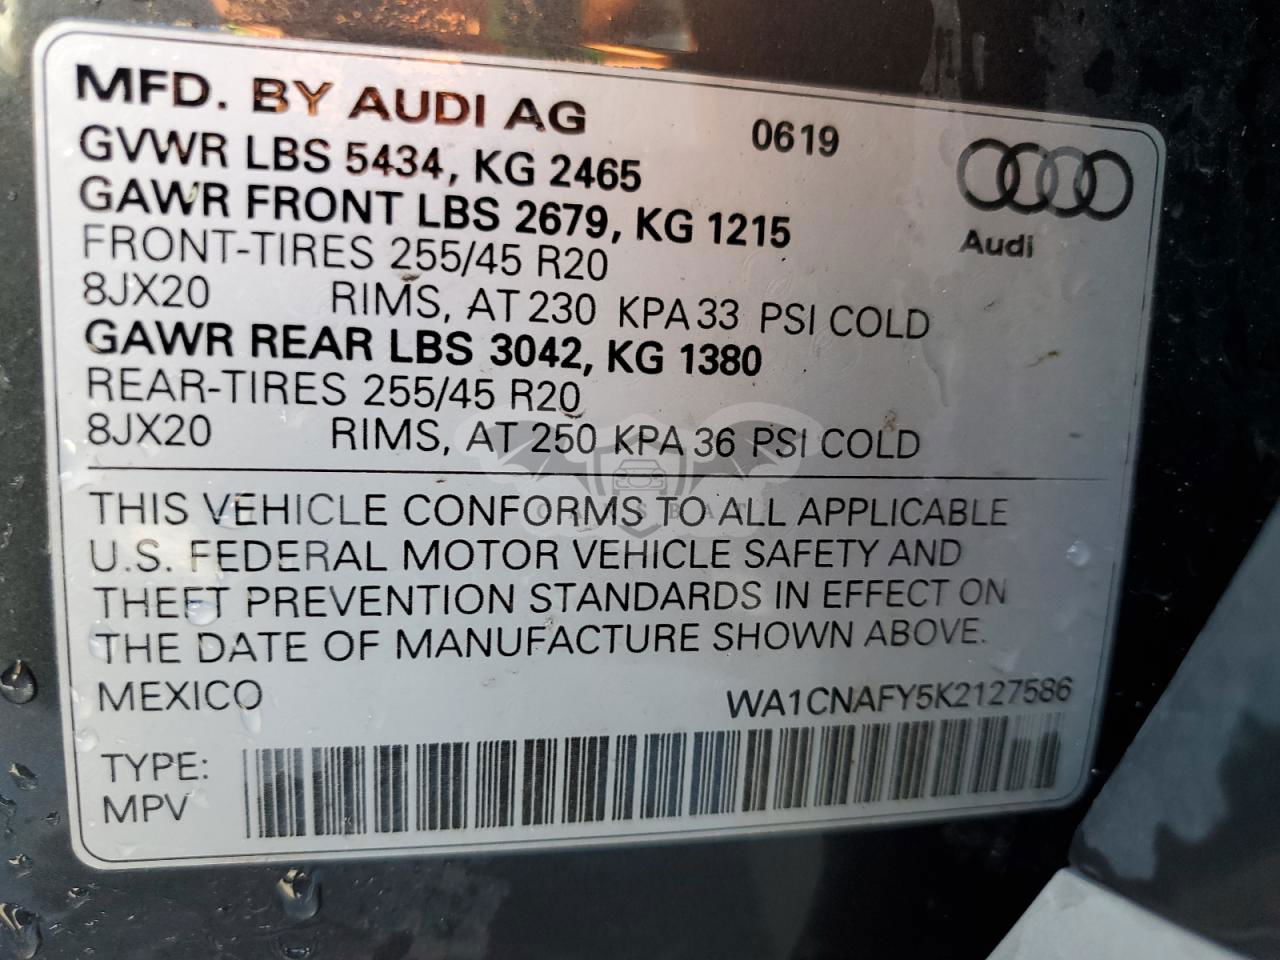 MFD. BY AUDI AG 0619
GVWR LBS 5434, KG 2465
GAWR FRONT LBS 2679, KG 1215
Audi
FRONT-TIRES 255/45 R20
8JX20 RIMS, AT 230 KPA 33 PSI COLD
GAWR REAR LBS 3042, KG 1380
REAR-TIRES 255/45 R20
8JX20 RIMS, AT 250 KPA 36 PSI COLD
THIS VEHICLE CONFORMS TO ALL APPLICABLE
U.S. FEDERAL MOTOR VEHICLE SAFETY AND
THEFT PREVENTION STANDARDS IN EFFECT ON
THE DATE OF MANUFACTURE SHOWN ABOVE.
MEXICO WA1CNAFY5K2127586
TYPE:
MPV